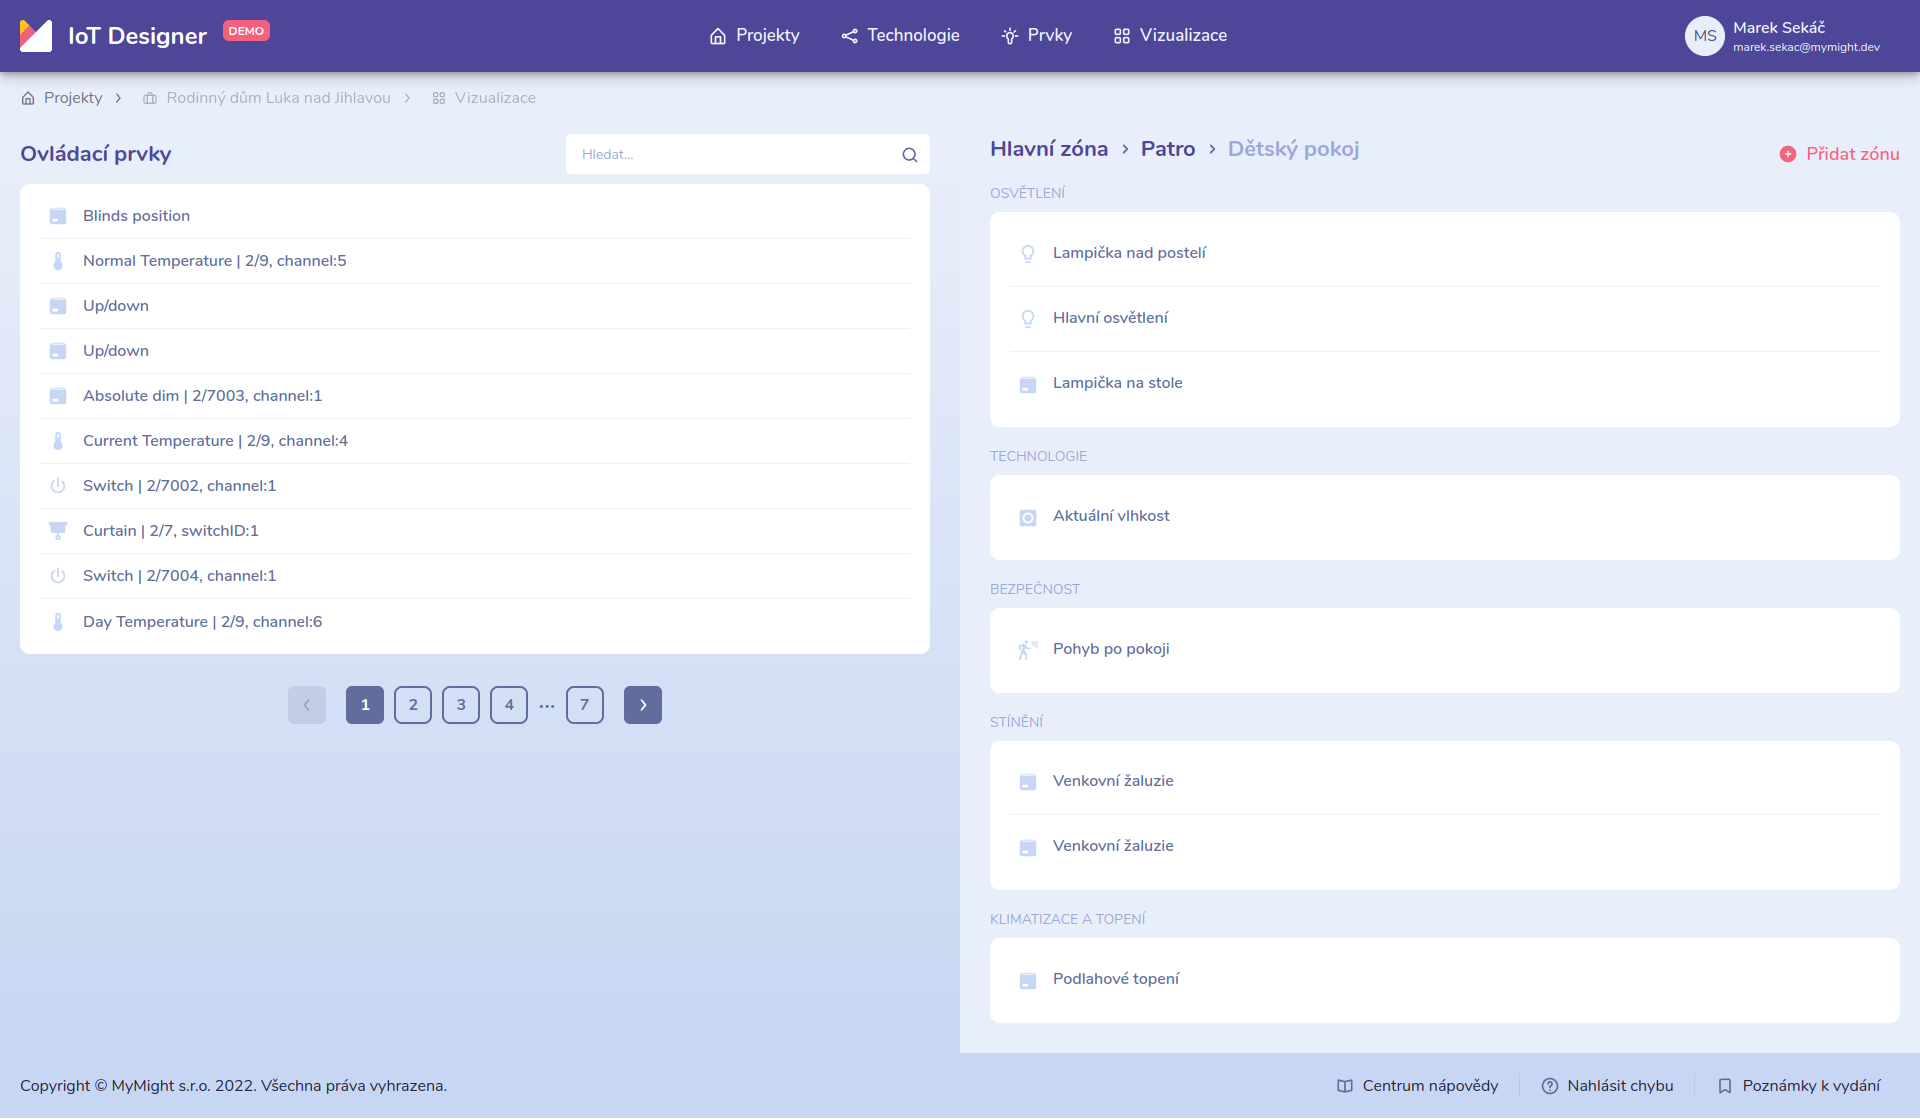 IoT Designer DEMO
Projekty
Technologie
Prvky
Vizualizace
MS
Marek Sekáč
marek.sekac@mymight.dev
Projekty
Rodinný dům Luka nad Jihlavou
Vizualizace
Ovládací prvky
Hledat...
Blinds position
Normal Temperature | 2/9, channel:5
Up/down
Up/down
Absolute dim | 2/7003, channel:1
Current Temperature | 2/9, channel:4
Switch | 2/7002, channel:1
Curtain | 2/7, switchID:1
Switch | 2/7004, channel:1
Day Temperature | 2/9, channel:6
1 2 3 4 ... 7
Hlavní zóna > Patro > Dětský pokoj
Přidat zónu
OSVĚTLENÍ
Lampička nad postelí
Hlavní osvětlení
Lampička na stole
TECHNOLOGIE
Aktuální vlhkost
BEZPEČNOST
Pohyb po pokoji
STÍNĚNÍ
Venkovní žaluzie
Venkovní žaluzie
KLIMATIZACE A TOPENÍ
Podlahové topení
Copyright © MyMight s.r.o. 2022. Všechna práva vyhrazena.
Centrum nápovědy
Nahlásit chybu
Poznámky k vydání